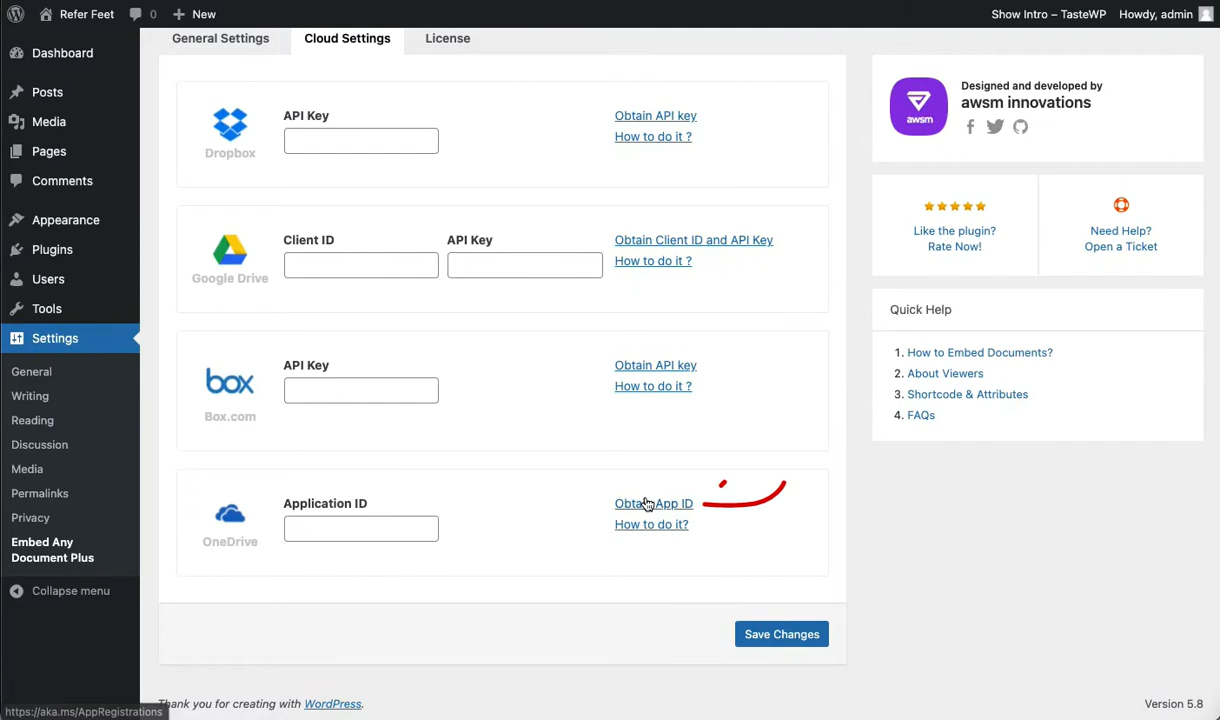 Refer Feet
0
New
Show Intro – TasteWP
Howdy, admin
Dashboard
Posts
Media
Pages
Comments
Appearance
Plugins
Users
Tools
Settings
General
Writing
Reading
Discussion
Media
Permalinks
Privacy
Embed Any
Document Plus
Collapse menu
General Settings
Cloud Settings
License
Dropbox
API Key
Obtain API key
How to do it ?
Google Drive
Client ID
API Key
Obtain Client ID and API Key
How to do it ?
box
Box.com
API Key
Obtain API key
How to do it ?
OneDrive
Application ID
Obtain App ID
How to do it?
Save Changes
awsm
Designed and developed by
awsm innovations
Like the plugin?
Rate Now!
Need Help?
Open a Ticket
Quick Help
1. How to Embed Documents?
2. About Viewers
3. Shortcode & Attributes
4. FAQs
Thank you for creating with WordPress.
Version 5.8
https://aka.ms/AppRegistrations